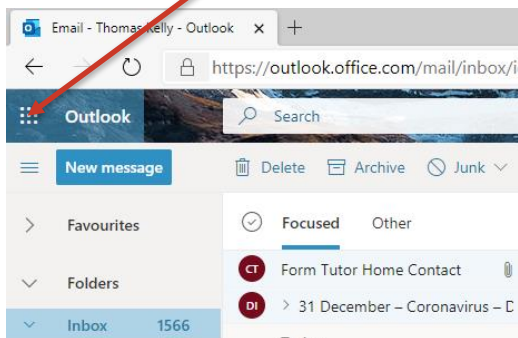 Email - Thomas Kelly - Outlook
https://outlook.office.com/mail/inbox/i
Outlook
Search
New message
Delete
Archive
Junk
Favourites
Focused
Other
Folders
CT
Form Tutor Home Contact
DI
31 December – Coronavirus – D
Inbox
1566